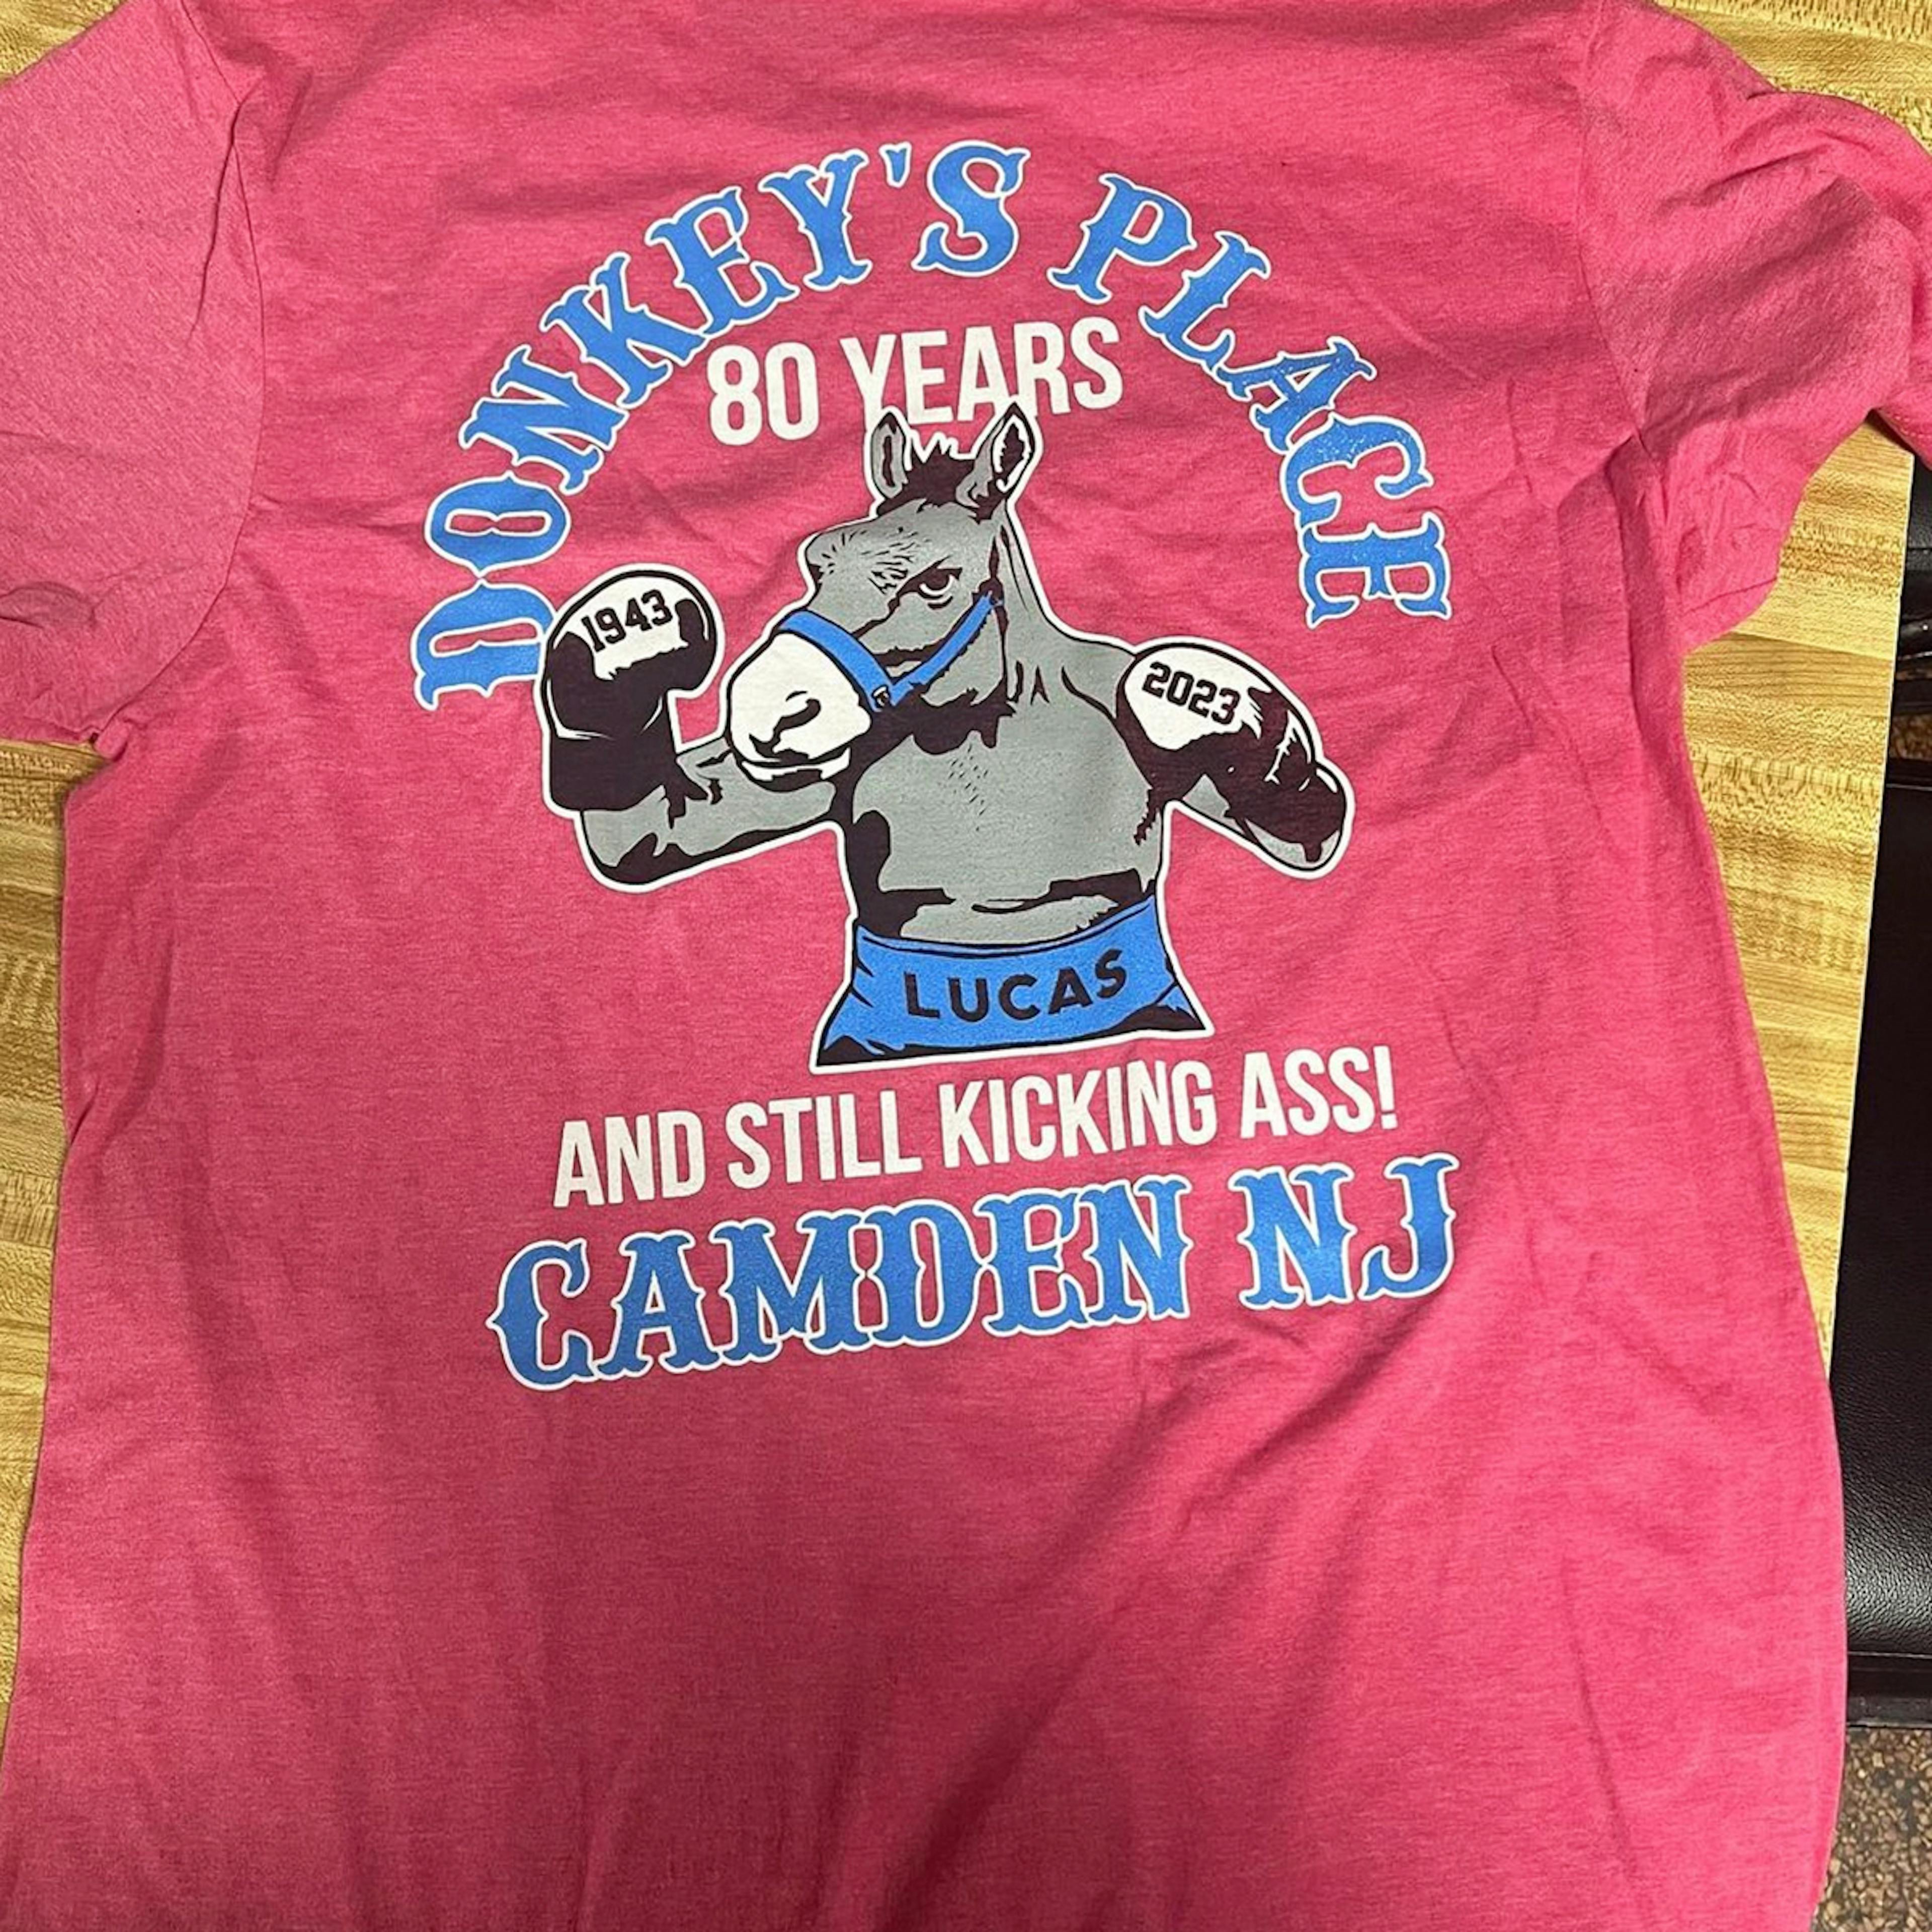 DONKEY'S PLACE
80 YEARS
1943
2023
LUCAS
AND STILL KICKING ASS!
CAMDEN NJ